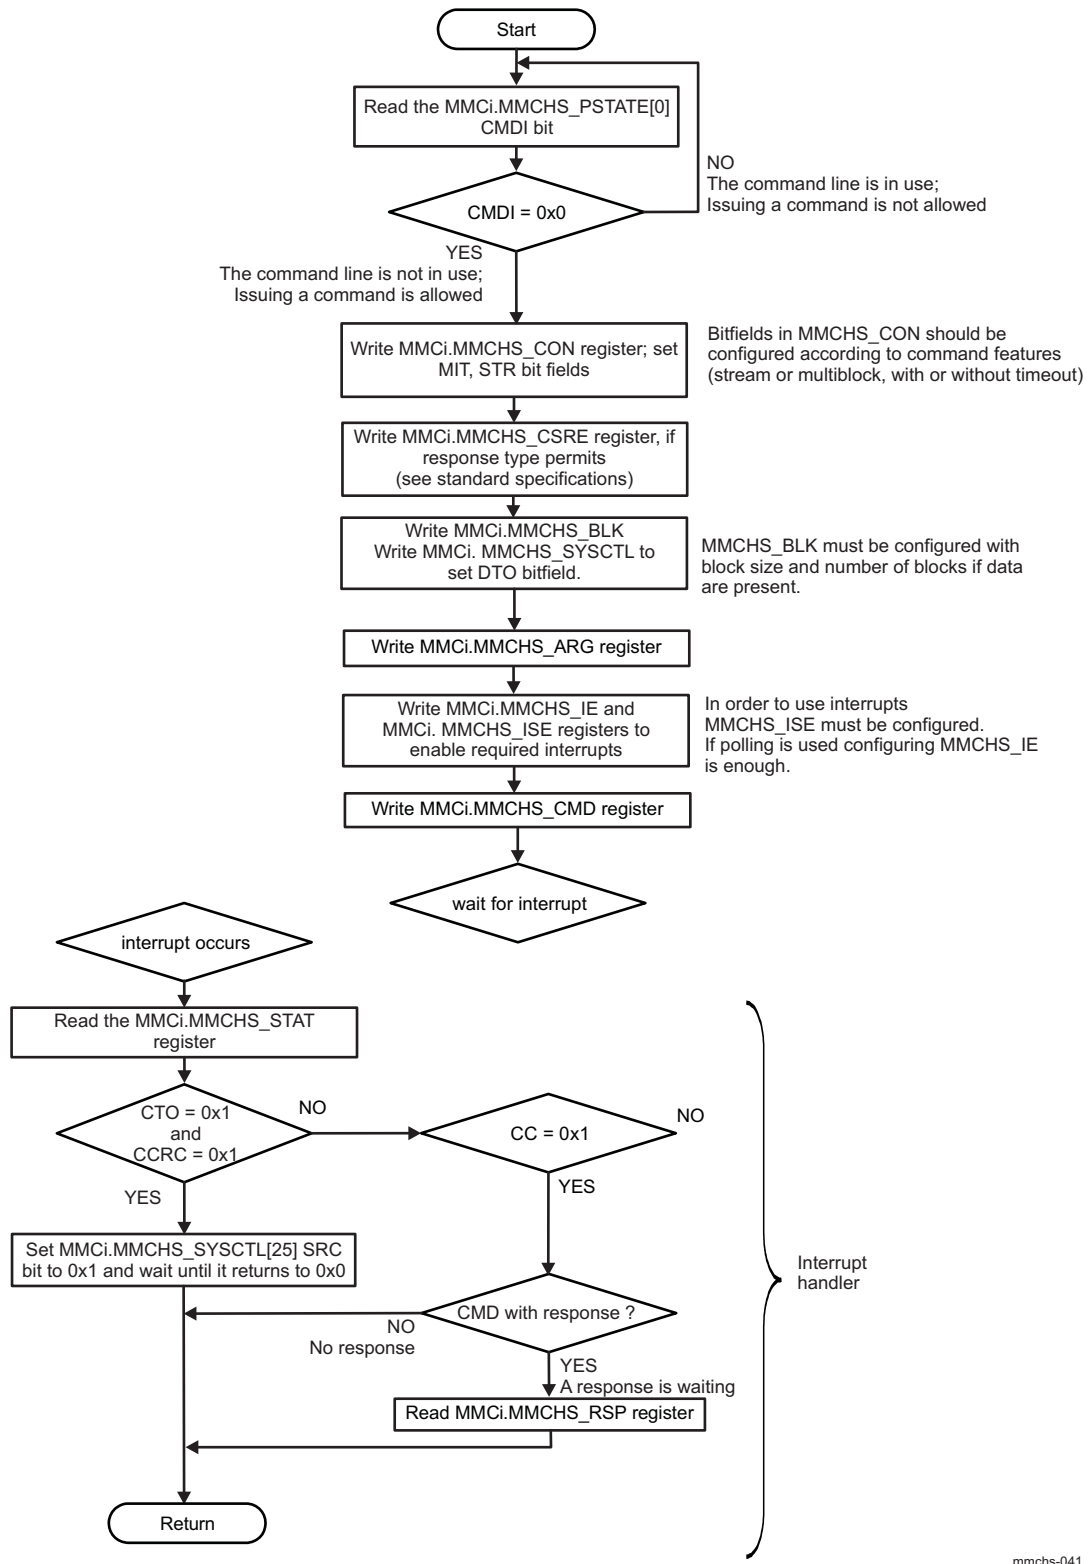 Start
Read the MMCi.MMCHS_PSTATE[0]
CMDI bit
NO
The command line is in use;
Issuing a command is not allowed
CMDI = 0x0
YES
The command line is not in use;
Issuing a command is allowed
Write MMCi.MMCHS_CON register; set
MIT, STR bit fields
Bitfields in MMCHS_CON should be
configured according to command features
(stream or multiblock, with or without timeout)
Write MMCi.MMCHS_CSRE register, if
response type permits
(see standard specifications)
Write MMCi.MMCHS_BLK
Write MMCi. MMCHS_SYSCTL to
set DTO bitfield.
MMCHS_BLK must be configured with
block size and number of blocks if data
are present.
Write MMCi.MMCHS_ARG register
Write MMCi.MMCHS_IE and
MMCi. MMCHS_ISE registers to
enable required interrupts
In order to use interrupts
MMCHS_ISE must be configured.
If polling is used configuring MMCHS_IE
is enough.
Write MMCi.MMCHS_CMD register
wait for interrupt
interrupt occurs
Read the MMCi.MMCHS_STAT
register
CTO = 0x1
and
CCRC = 0x1
NO
CC = 0x1
NO
YES
YES
Set MMCi.MMCHS_SYSCTL[25] SRC
bit to 0x1 and wait until it returns to 0x0
Interrupt
handler
CMD with response ?
NO
No response
YES
A response is waiting
Read MMCi.MMCHS_RSP register
Return
mmchs-041